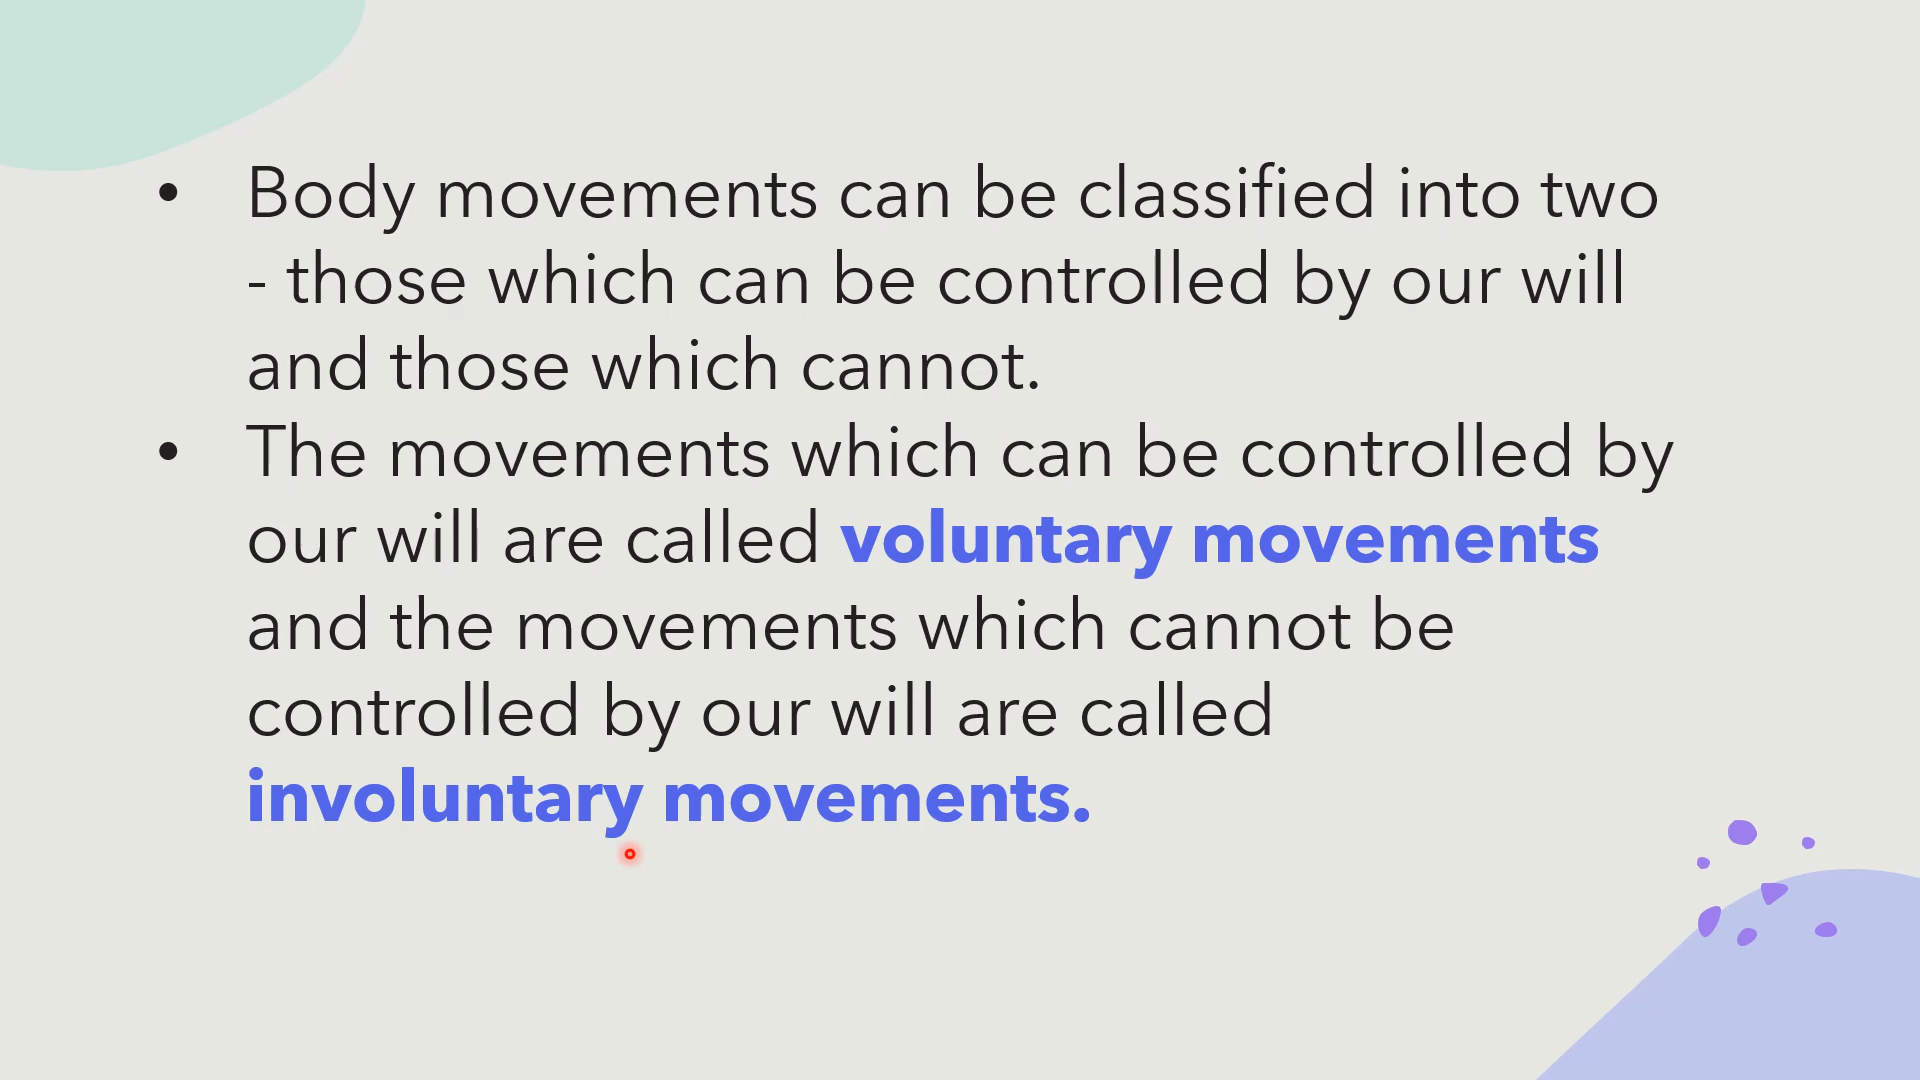 • Body movements can be classified into two
- those which can be controlled by our will
and those which cannot.
• The movements which can be controlled by
our will are called voluntary movements
and the movements which cannot be
controlled by our will are called
involuntary movements.